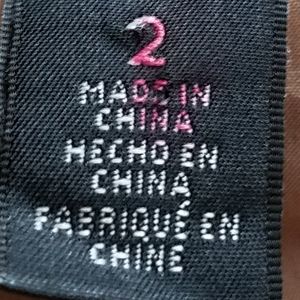 2
MADE IN
CHINA
HECHO EN
CHINA
FABRIQUÉ EN
CHINE